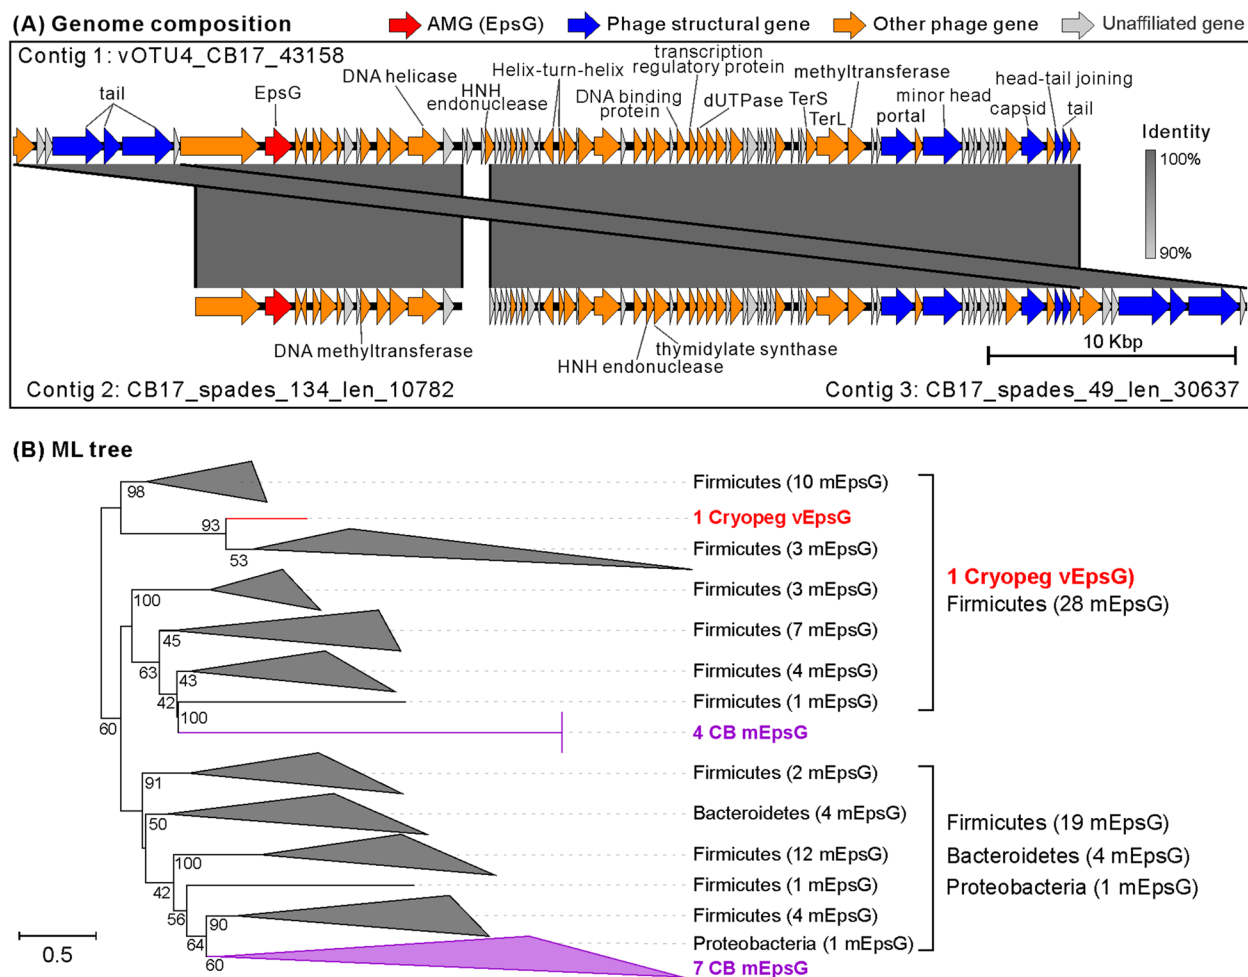 (A) Genome composition
AMG (EpsG)
Phage structural gene
Other phage gene
Unaffiliated gene
Contig 1: vOTU4_CB17_43158
tail
EpsG
DNA helicase
HNH
endonuclease
Helix-turn-helix
DNA binding
protein
transcription
regulatory protein
dUTPase
TerS
TerL
methyltransferase
portal
minor head
capsid
head-tail joining
tail
Identity
100%
90%
DNA methyltransferase
HNH endonuclease
thymidylate synthase
10 Kbp
Contig 2: CB17_spades_134_len_10782
Contig 3: CB17_spades_49_len_30637
(B) ML tree
98
Firmicutes (10 mEpsG)
93
1 Cryopeg vEpsG
53
Firmicutes (3 mEpsG)
1 Cryopeg vEpsG)
Firmicutes (28 mEpsG)
100
Firmicutes (3 mEpsG)
45
Firmicutes (7 mEpsG)
63
43
Firmicutes (4 mEpsG)
42
Firmicutes (1 mEpsG)
100
60
4 CB mEpsG
91
Firmicutes (2 mEpsG)
50
Bacteroidetes (4 mEpsG)
Firmicutes (19 mEpsG)
Bacteroidetes (4 mEpsG)
Proteobacteria (1 mEpsG)
100
Firmicutes (12 mEpsG)
42
Firmicutes (1 mEpsG)
56
90
Firmicutes (4 mEpsG)
64
Proteobacteria (1 mEpsG)
60
7 CB mEpsG
0.5